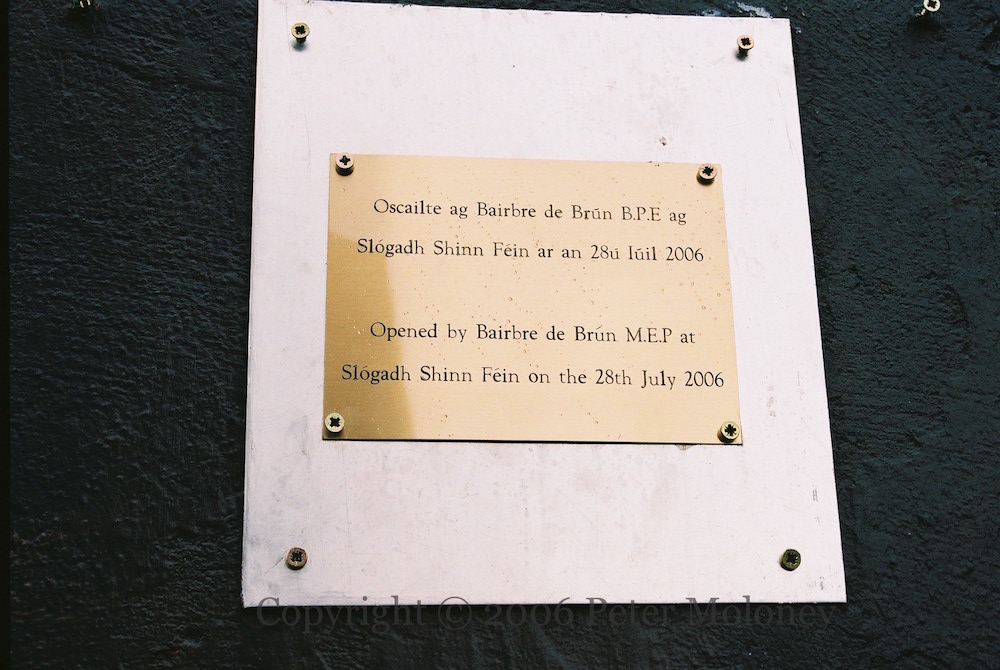 Oscailte ag Bairbre de Brún B.P.E ag
Slógadh Shinn Féin ar an 28ú Iúil 2006
Opened by Bairbre de Brún M.E.P at
Slógadh Shinn Féin on the 28th July 2006
Copyright © 2006 Peter Moloney